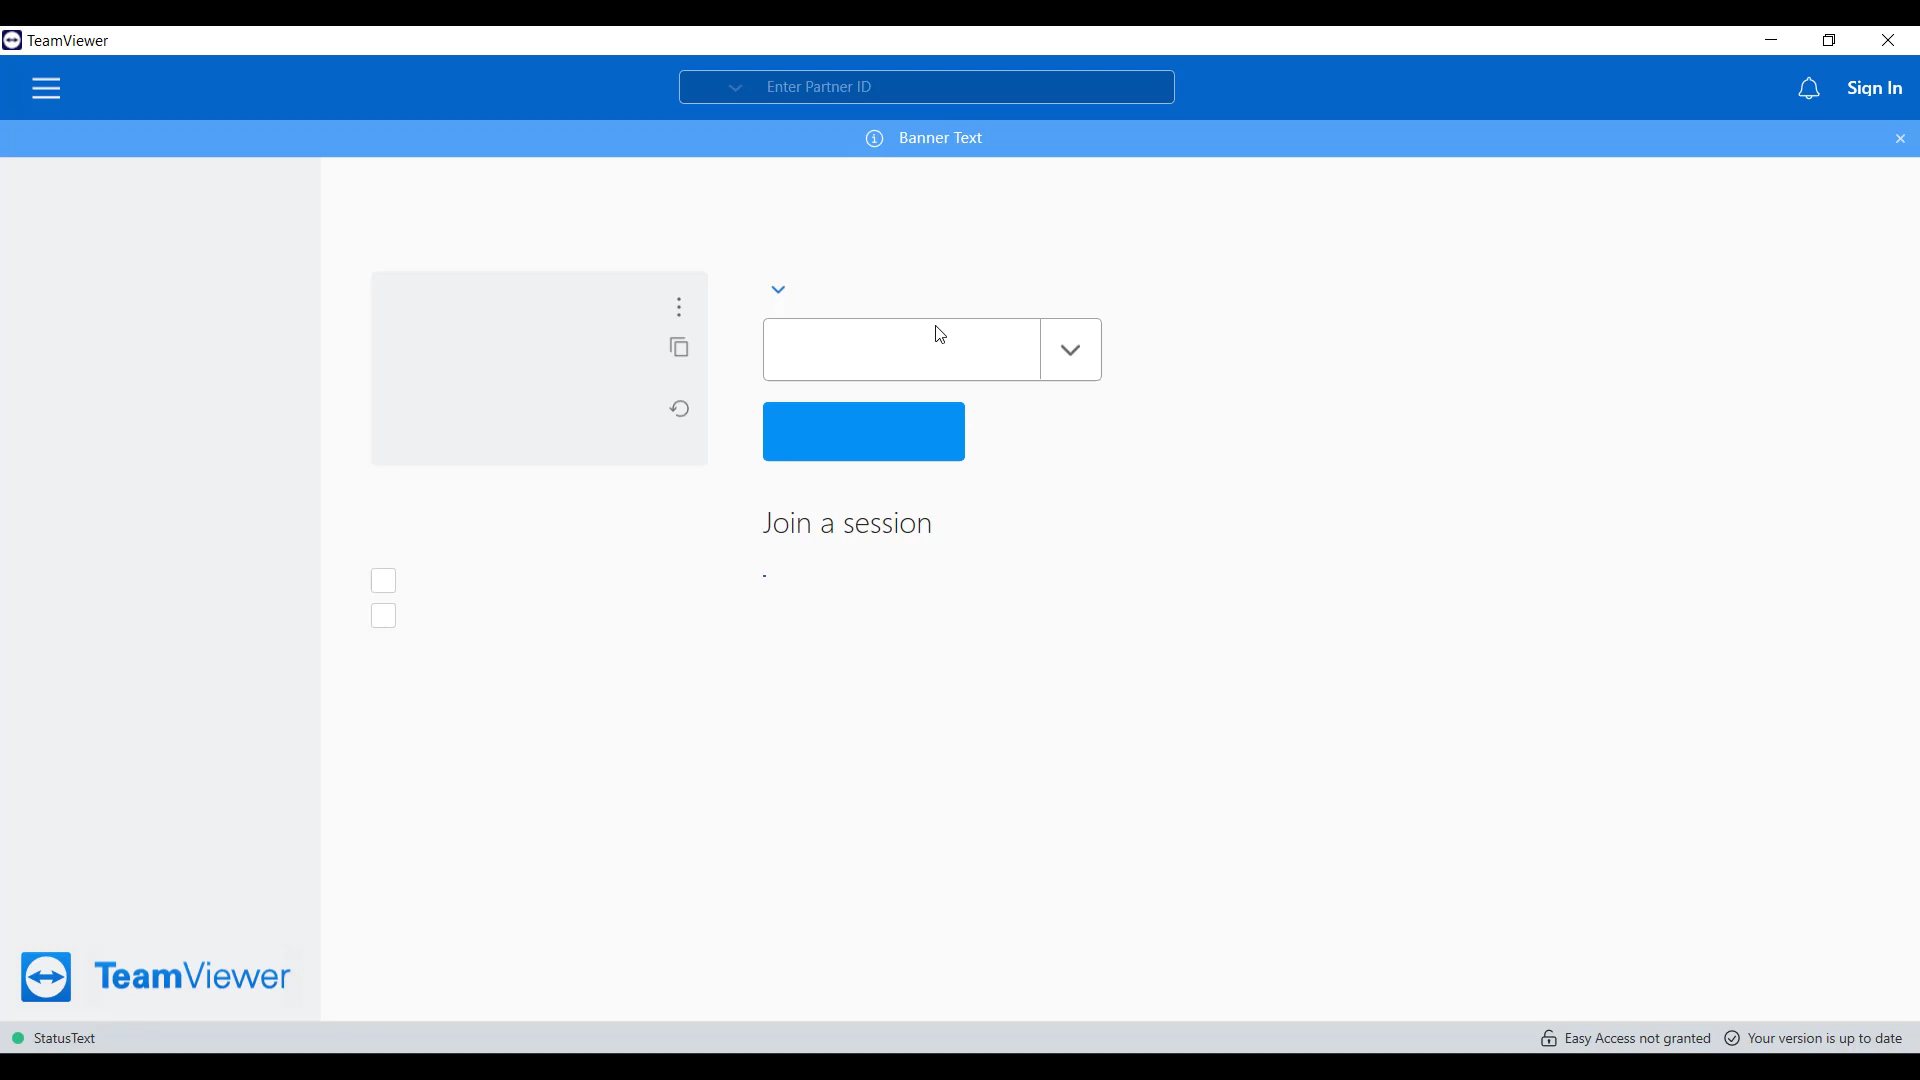 TeamViewer
Enter Partner ID
Sign In
Banner Text
Join a session
TeamViewer
StatusText
Easy Access not granted
Your version is up to date